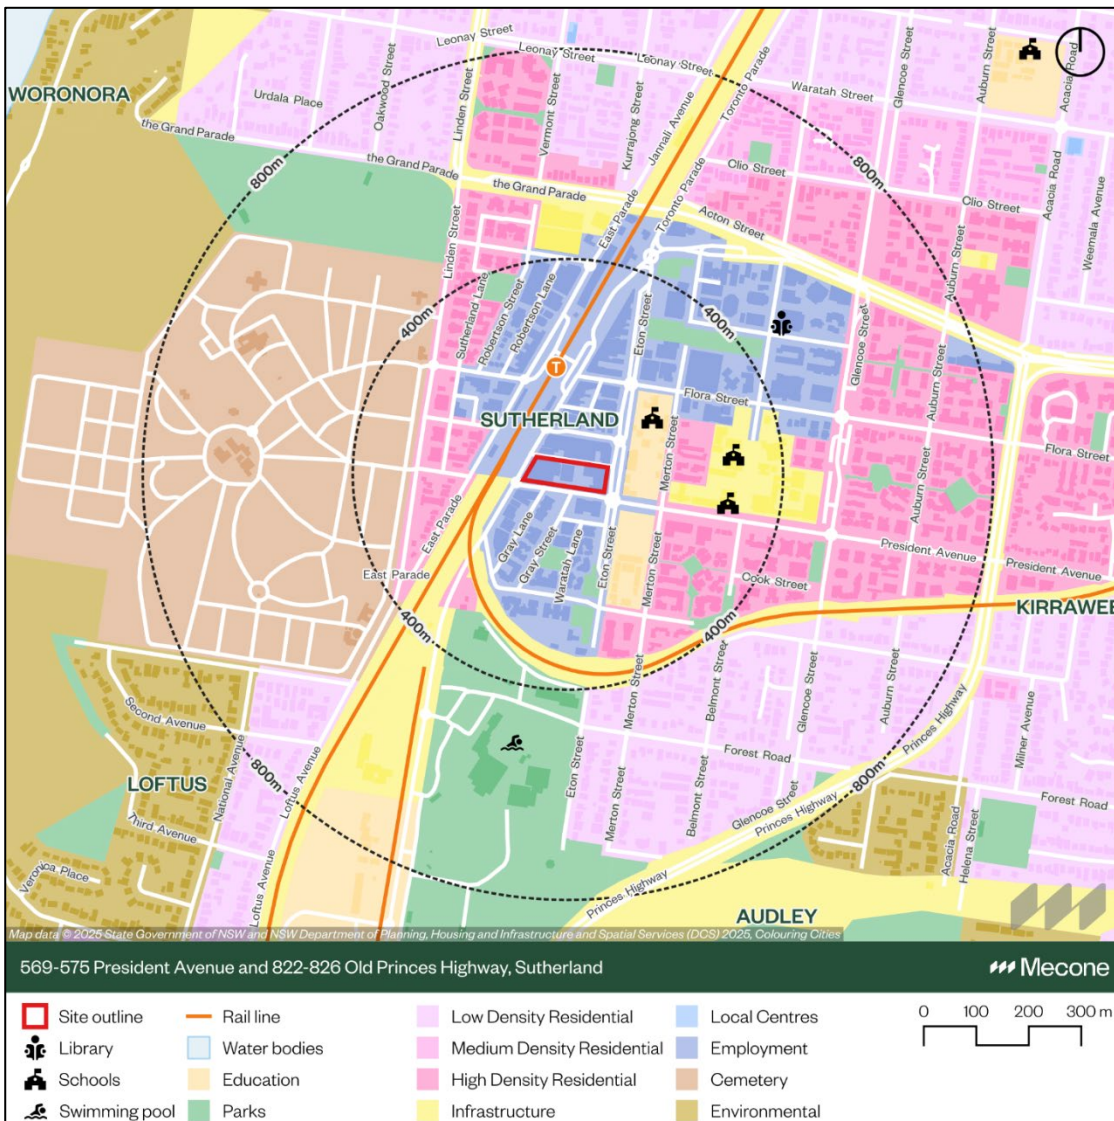 Leonay Street
Leonay Street
Leonay Street
Auburn Street
Acacia Road
WORONORA
Urdala Place
Oakwood Street
Linden Street
Vermont Street
Kurrajong Street
Jannali Avenue
Toronto Parade
Waratah Street
Glencoe Street
the Grand Parade
the Grand Parade
the Grand Parade
800m
800m
Clio Street
Clio Street
Acacia Road
Weemala Avenue
East Parade
Toronto Parade
Acton Street
Linden Street
Auburn Street
400m
400m
Sutherland Lane
Robertson Street
Robertson Lane
Eton Street
Glencoe Street
T
SUTHERLAND
Flora Street
Flora Street
Auburn Street
Merton Street
East Parade
East Parade
Gray Lane
Gray Street
Waratah Lane
Eton Street
Merton Street
Auburn Street
President Avenue
President Avenue
Cook Street
KIRRAWEE
400m
400m
Second Avenue
National Avenue
Loftus Avenue
LOFTUS
Third Avenue
Veronica Place
Loftus Avenue
800m
800m
Eton Street
Merton Street
Merton Street
Belmont Street
Belmont Street
Glencoe Street
Auburn Street
Princes Highway
Milner Avenue
Forest Road
Forest Road
Glencoe Street
Princes Highway
Princes Highway
Acacia Road
Helena Street
AUDLEY
Map data © 2025 State Government of NSW and NSW Department of Planning, Housing and Infrastructure and Spatial Services (DCS) 2025, Colouring Cities
569-575 President Avenue and 822-826 Old Princes Highway, Sutherland
Mecone
Site outline
Library
Schools
Swimming pool
Rail line
Water bodies
Education
Parks
Low Density Residential
Medium Density Residential
High Density Residential
Infrastructure
Local Centres
Employment
Cemetery
Environmental
0 100 200 300 m